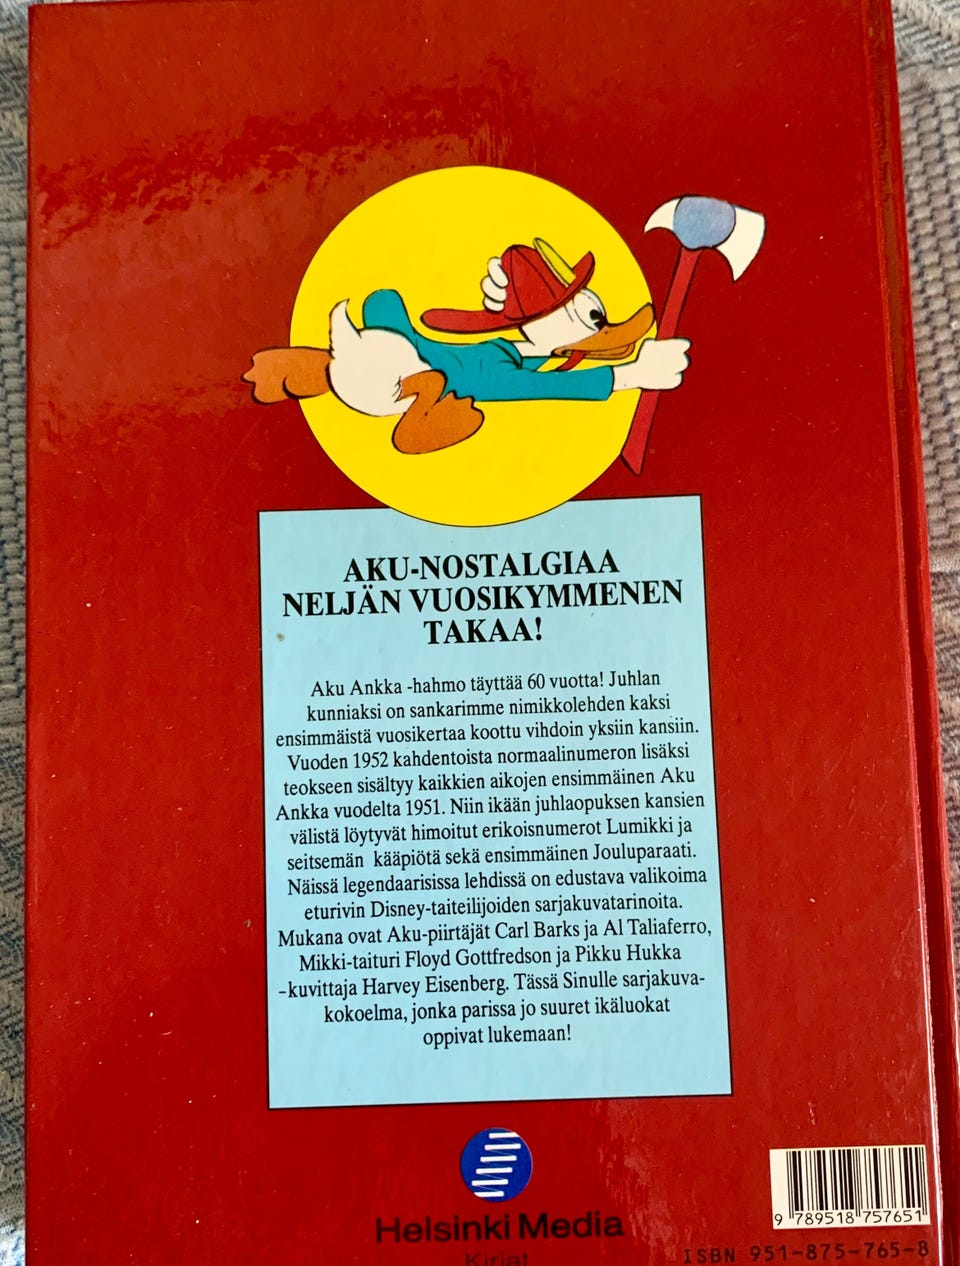 AKU-NOSTALGIAA
NELJÄN VUOSIKYMMENEN
TAKAA!
Aku Ankka -hahmo täyttää 60 vuotta! Juhlan
kunniaksi on sankarimme nimikkolehden kaksi
ensimmäistä vuosikertaa koottu vihdoin yksiin kansiin.
Vuoden 1952 kahdentoista normaalinumeron lisäksi
teokseen sisältyy kaikkien aikojen ensimmäinen Aku
Ankka vuodelta 1951. Niin ikään juhlaopuksen kansien
välistä löytyvät himoitut erikoisnumerot Lumikki ja
seitsemän kääpiötä sekä ensimmäinen Jouluparaati.
Näissä legendaarisissa lehdissä on edustava valikoima
eturivin Disney-taiteilijoiden sarjakuvatarinoita.
Mukana ovat Aku-piirtäjät Carl Barks ja Al Taliaferro,
Mikki-taituri Floyd Gottfredson ja Pikku Hukka
-kuvittaja Harvey Eisenberg. Tässä Sinulle sarjakuva-
kokoelma, jonka parissa jo suuret ikäluokat
oppivat lukemaan!
Helsinki Media
Kirjat
9 789518 757651
ISBN 951-875-765-8